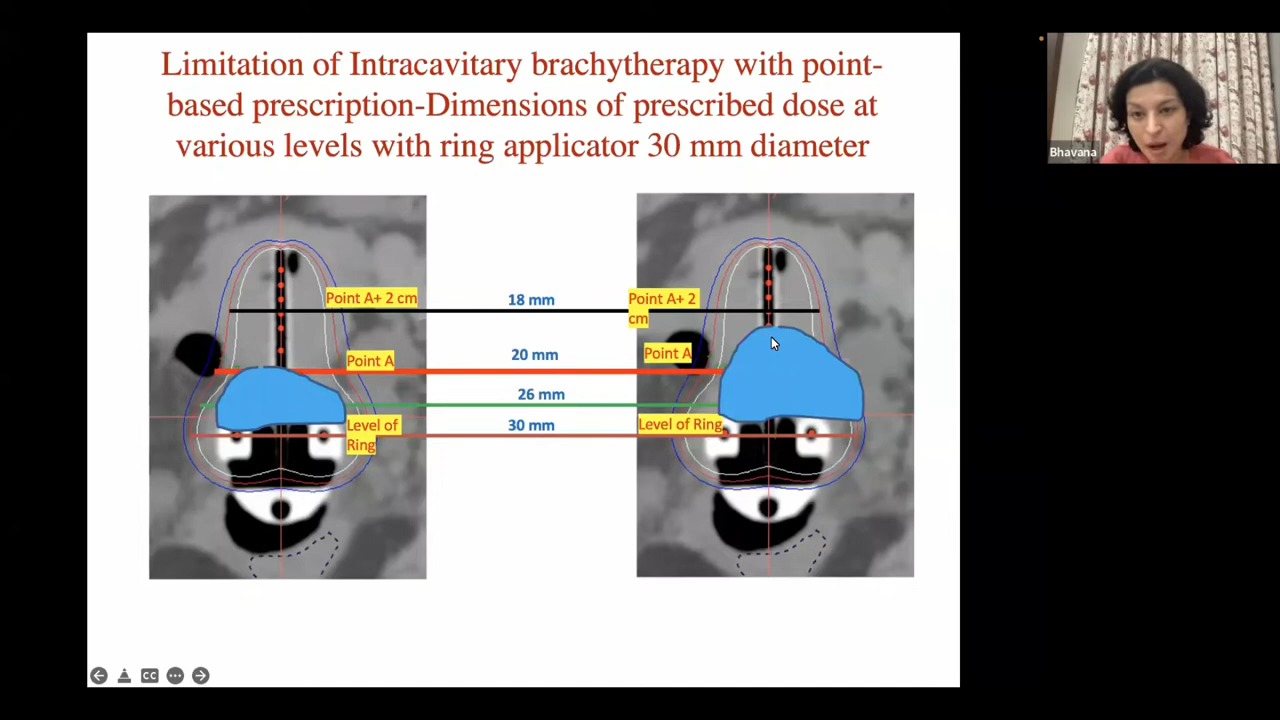 Limitation of Intracavitary brachytherapy with point-
based prescription-Dimensions of prescribed dose at
various levels with ring applicator 30 mm diameter
Bhavana
Point A+ 2 cm
18 mm
Point A+ 2
cm
Point A
20 mm
Point A
26 mm
Level of
Ring
30 mm
Level of Ring
CC